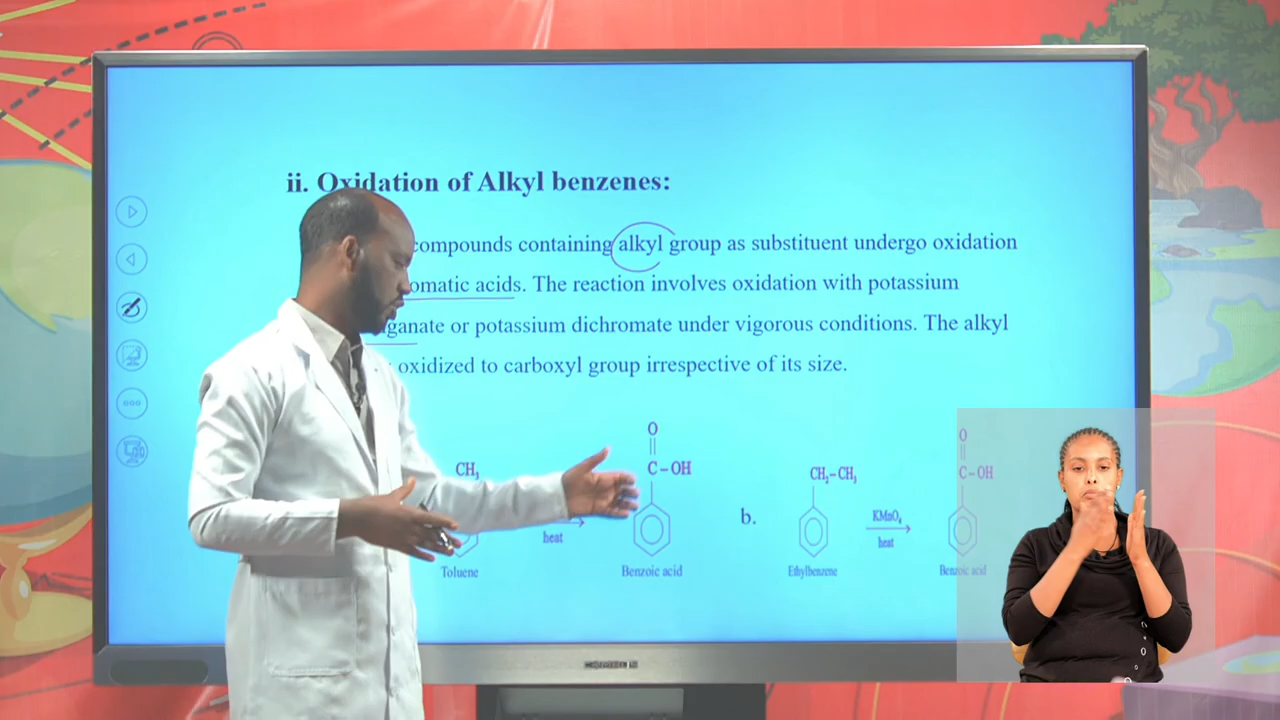 ii. Oxidation of Alkyl benzenes:
compounds containing alkyl group as substituent undergo oxidation
omatic acids. The reaction involves oxidation with potassium
ganate or potassium dichromate under vigorous conditions. The alkyl
oxidized to carboxyl group irrespective of its size.
O
C-OH
CH3
heat
Toluene
Benzoic acid
b.
CH2-CH3
KMnO4
heat
Ethylbenzene
O
C-OH
Benzoic acid